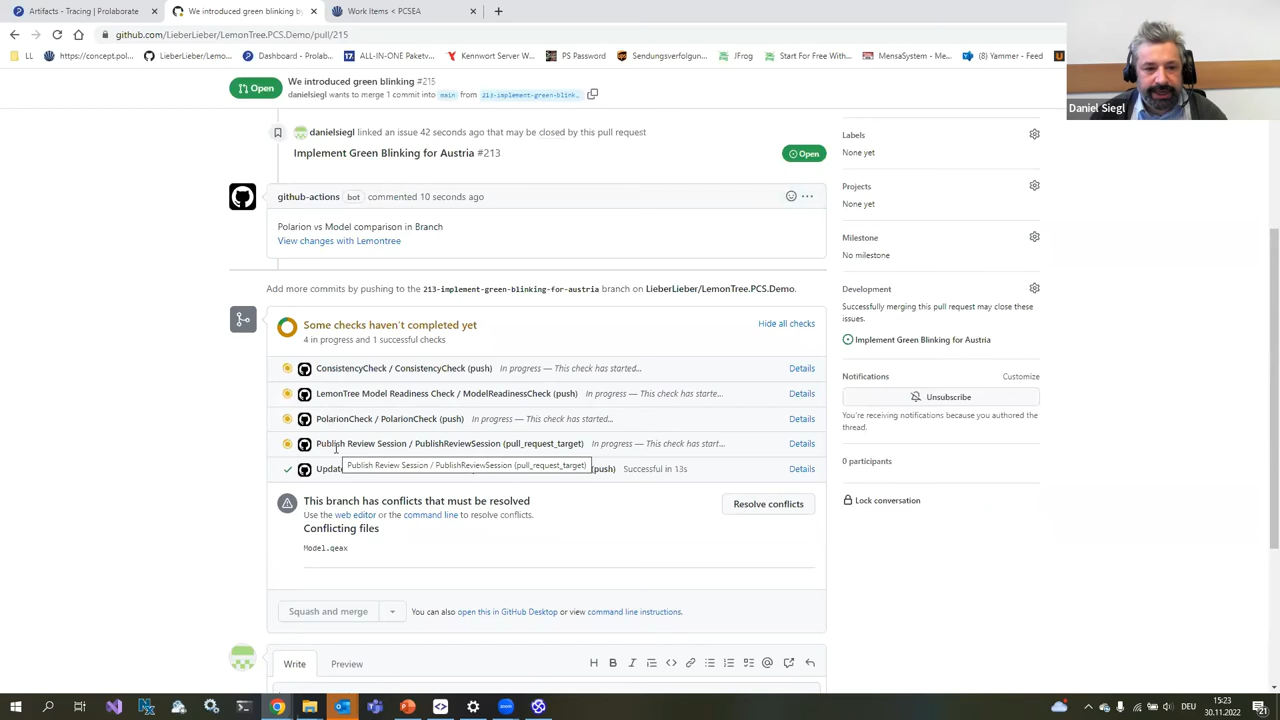 Artifacts - Tracing | Prolaborate
We introduced green blinking by
Work Items < PCSEA
github.com/LieberLieber/LemonTree.PCS.Demo/pull/215
LL
https://concept.pol...
LieberLieber/Lemo...
Dashboard - Prolab...
ALL-IN-ONE Paketv...
Kennwort Server W...
PS Password
Sendungsverfolgun...
JFrog
Start For Free With...
MensaSystem - Me...
(8) Yammer - Feed
Open
We introduced green blinking #215
danielsiegl wants to merge 1 commit into main from 213-implement-green-blink...
Daniel Siegl
danielsiegl linked an issue 42 seconds ago that may be closed by this pull request
Implement Green Blinking for Austria #213
Open
github-actions bot commented 10 seconds ago
Polarion vs Model comparison in Branch
View changes with Lemontree
Add more commits by pushing to the 213-implement-green-blinking-for-austria branch on LieberLieber/LemonTree.PCS.Demo.
Some checks haven't completed yet
Hide all checks
4 in progress and 1 successful checks
ConsistencyCheck / ConsistencyCheck (push) In progress — This check has started...
Details
LemonTree Model Readiness Check / ModelReadinessCheck (push) In progress — This check has starte...
Details
PolarionCheck / PolarionCheck (push) In progress — This check has started...
Details
Publish Review Session / PublishReviewSession (pull_request_target) In progress — This check has start...
Details
Publish Review Session / PublishReviewSession (pull_request_target)
Update
(push) Successful in 13s
Details
This branch has conflicts that must be resolved
Use the web editor or the command line to resolve conflicts.
Resolve conflicts
Conflicting files
Model.qeax
Squash and merge
You can also open this in GitHub Desktop or view command line instructions.
Write
Preview
Labels
None yet
Projects
None yet
Milestone
No milestone
Development
Successfully merging this pull request may close these
issues.
Implement Green Blinking for Austria
Notifications
Customize
Unsubscribe
You're receiving notifications because you authored the
thread.
0 participants
Lock conversation
DEU
15:23
30.11.2022
21